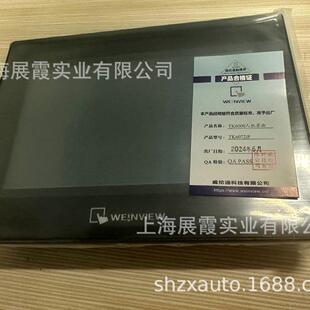 上海展霞实业有限公司
产品合格证
WEINVIEW
本产品经检验符合质量标准，准予出厂
产品名称： TK6000人机界面
产品型号： TK6072iP
出厂日期： 2024年6月
QA 检验： QA PASS
威纶通科技有限公司
WEINVIEW
上海展霞实业有限公司
shzxauto.1688.c